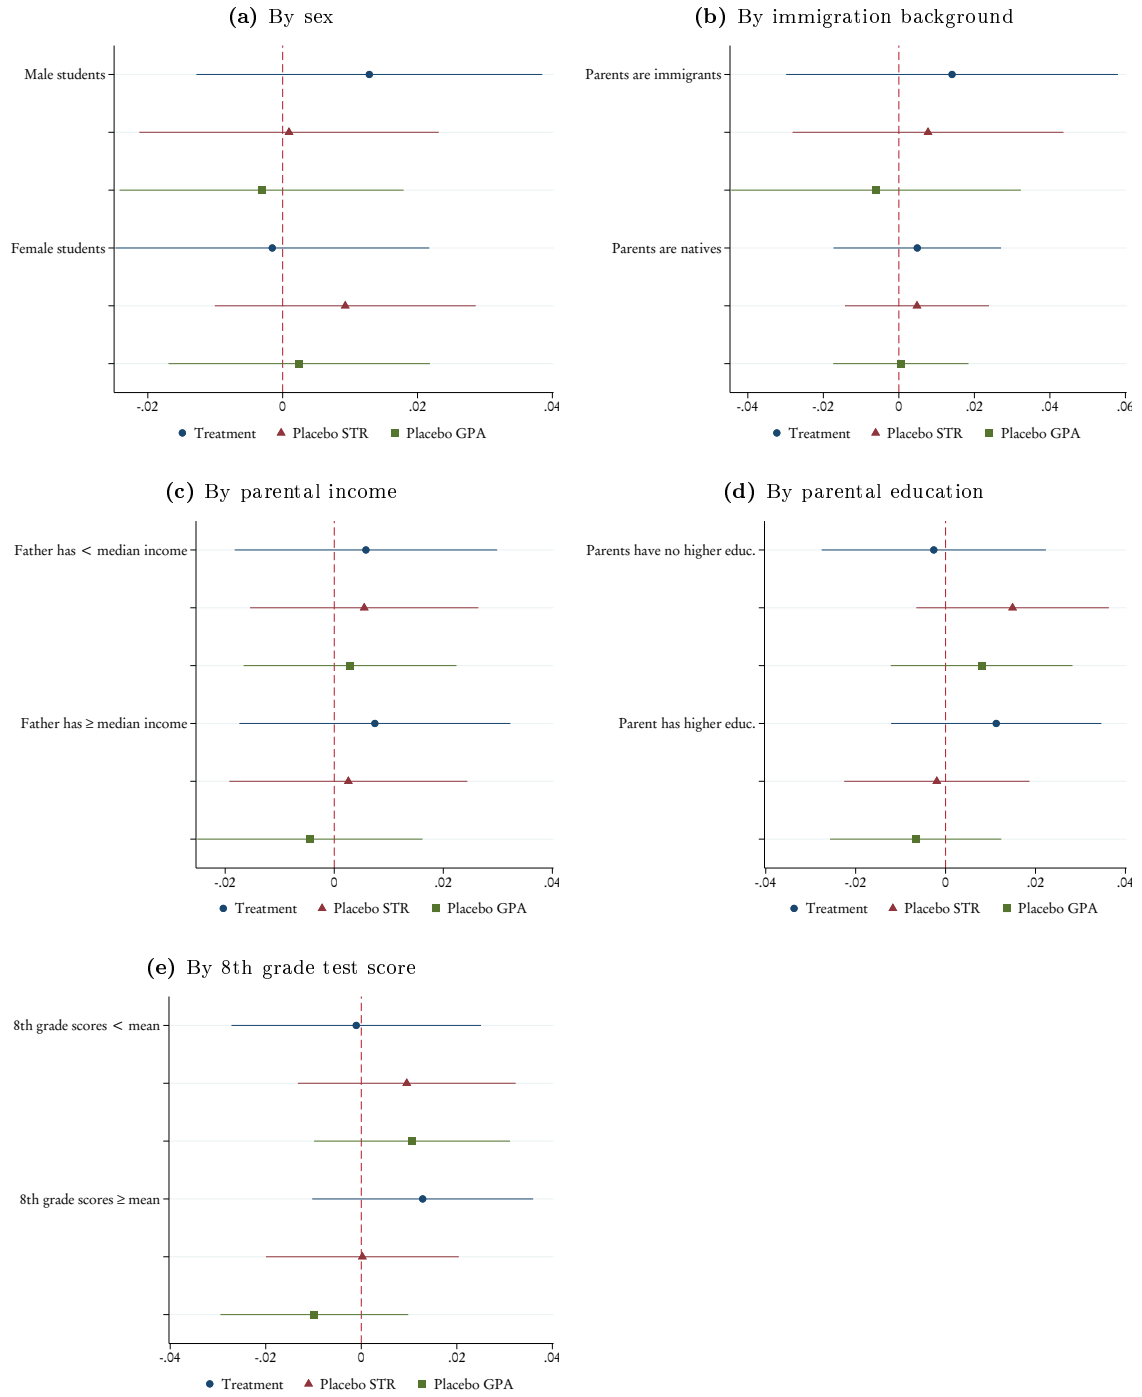 (a) By sex
Male students
Female students
-.02 0 .02 .04
Treatment Placebo STR Placebo GPA
(b) By immigration background
Parents are immigrants
Parents are natives
-.04 -.02 0 .02 .04 .06
Treatment Placebo STR Placebo GPA
(c) By parental income
Father has < median income
Father has ≥ median income
-.02 0 .02 .04
Treatment Placebo STR Placebo GPA
(d) By parental education
Parents have no higher educ.
Parent has higher educ.
-.04 -.02 0 .02 .04
Treatment Placebo STR Placebo GPA
(e) By 8th grade test score
8th grade scores < mean
8th grade scores ≥ mean
-.04 -.02 0 .02 .04
Treatment Placebo STR Placebo GPA